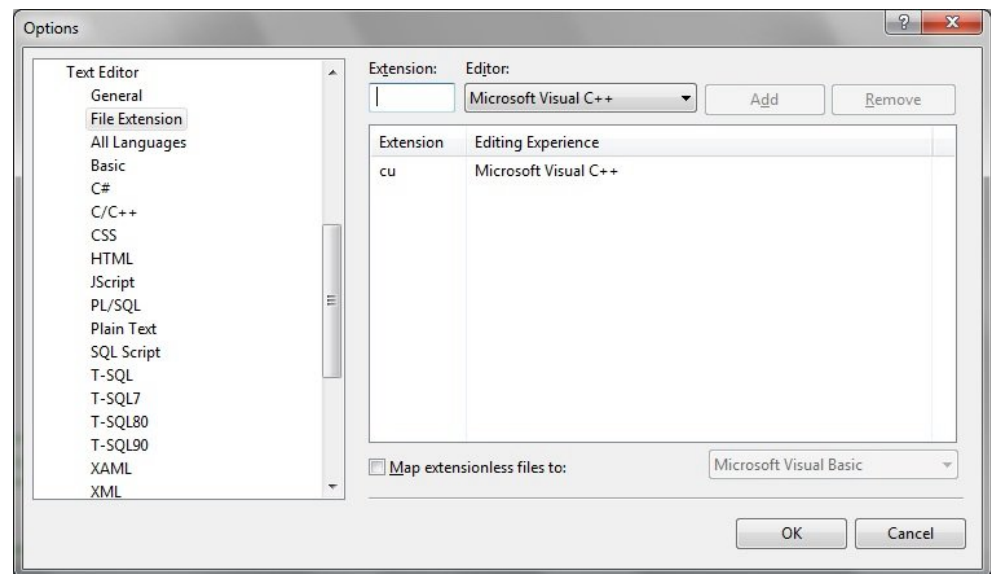 Options
Text Editor
General
File Extension
All Languages
Basic
C#
C/C++
CSS
HTML
JScript
PL/SQL
Plain Text
SQL Script
T-SQL
T-SQL7
T-SQL80
T-SQL90
XAML
XML
Extension: Editor:
Microsoft Visual C++ Add Remove
Extension Editing Experience
cu Microsoft Visual C++
Map extensionless files to: Microsoft Visual Basic
OK Cancel